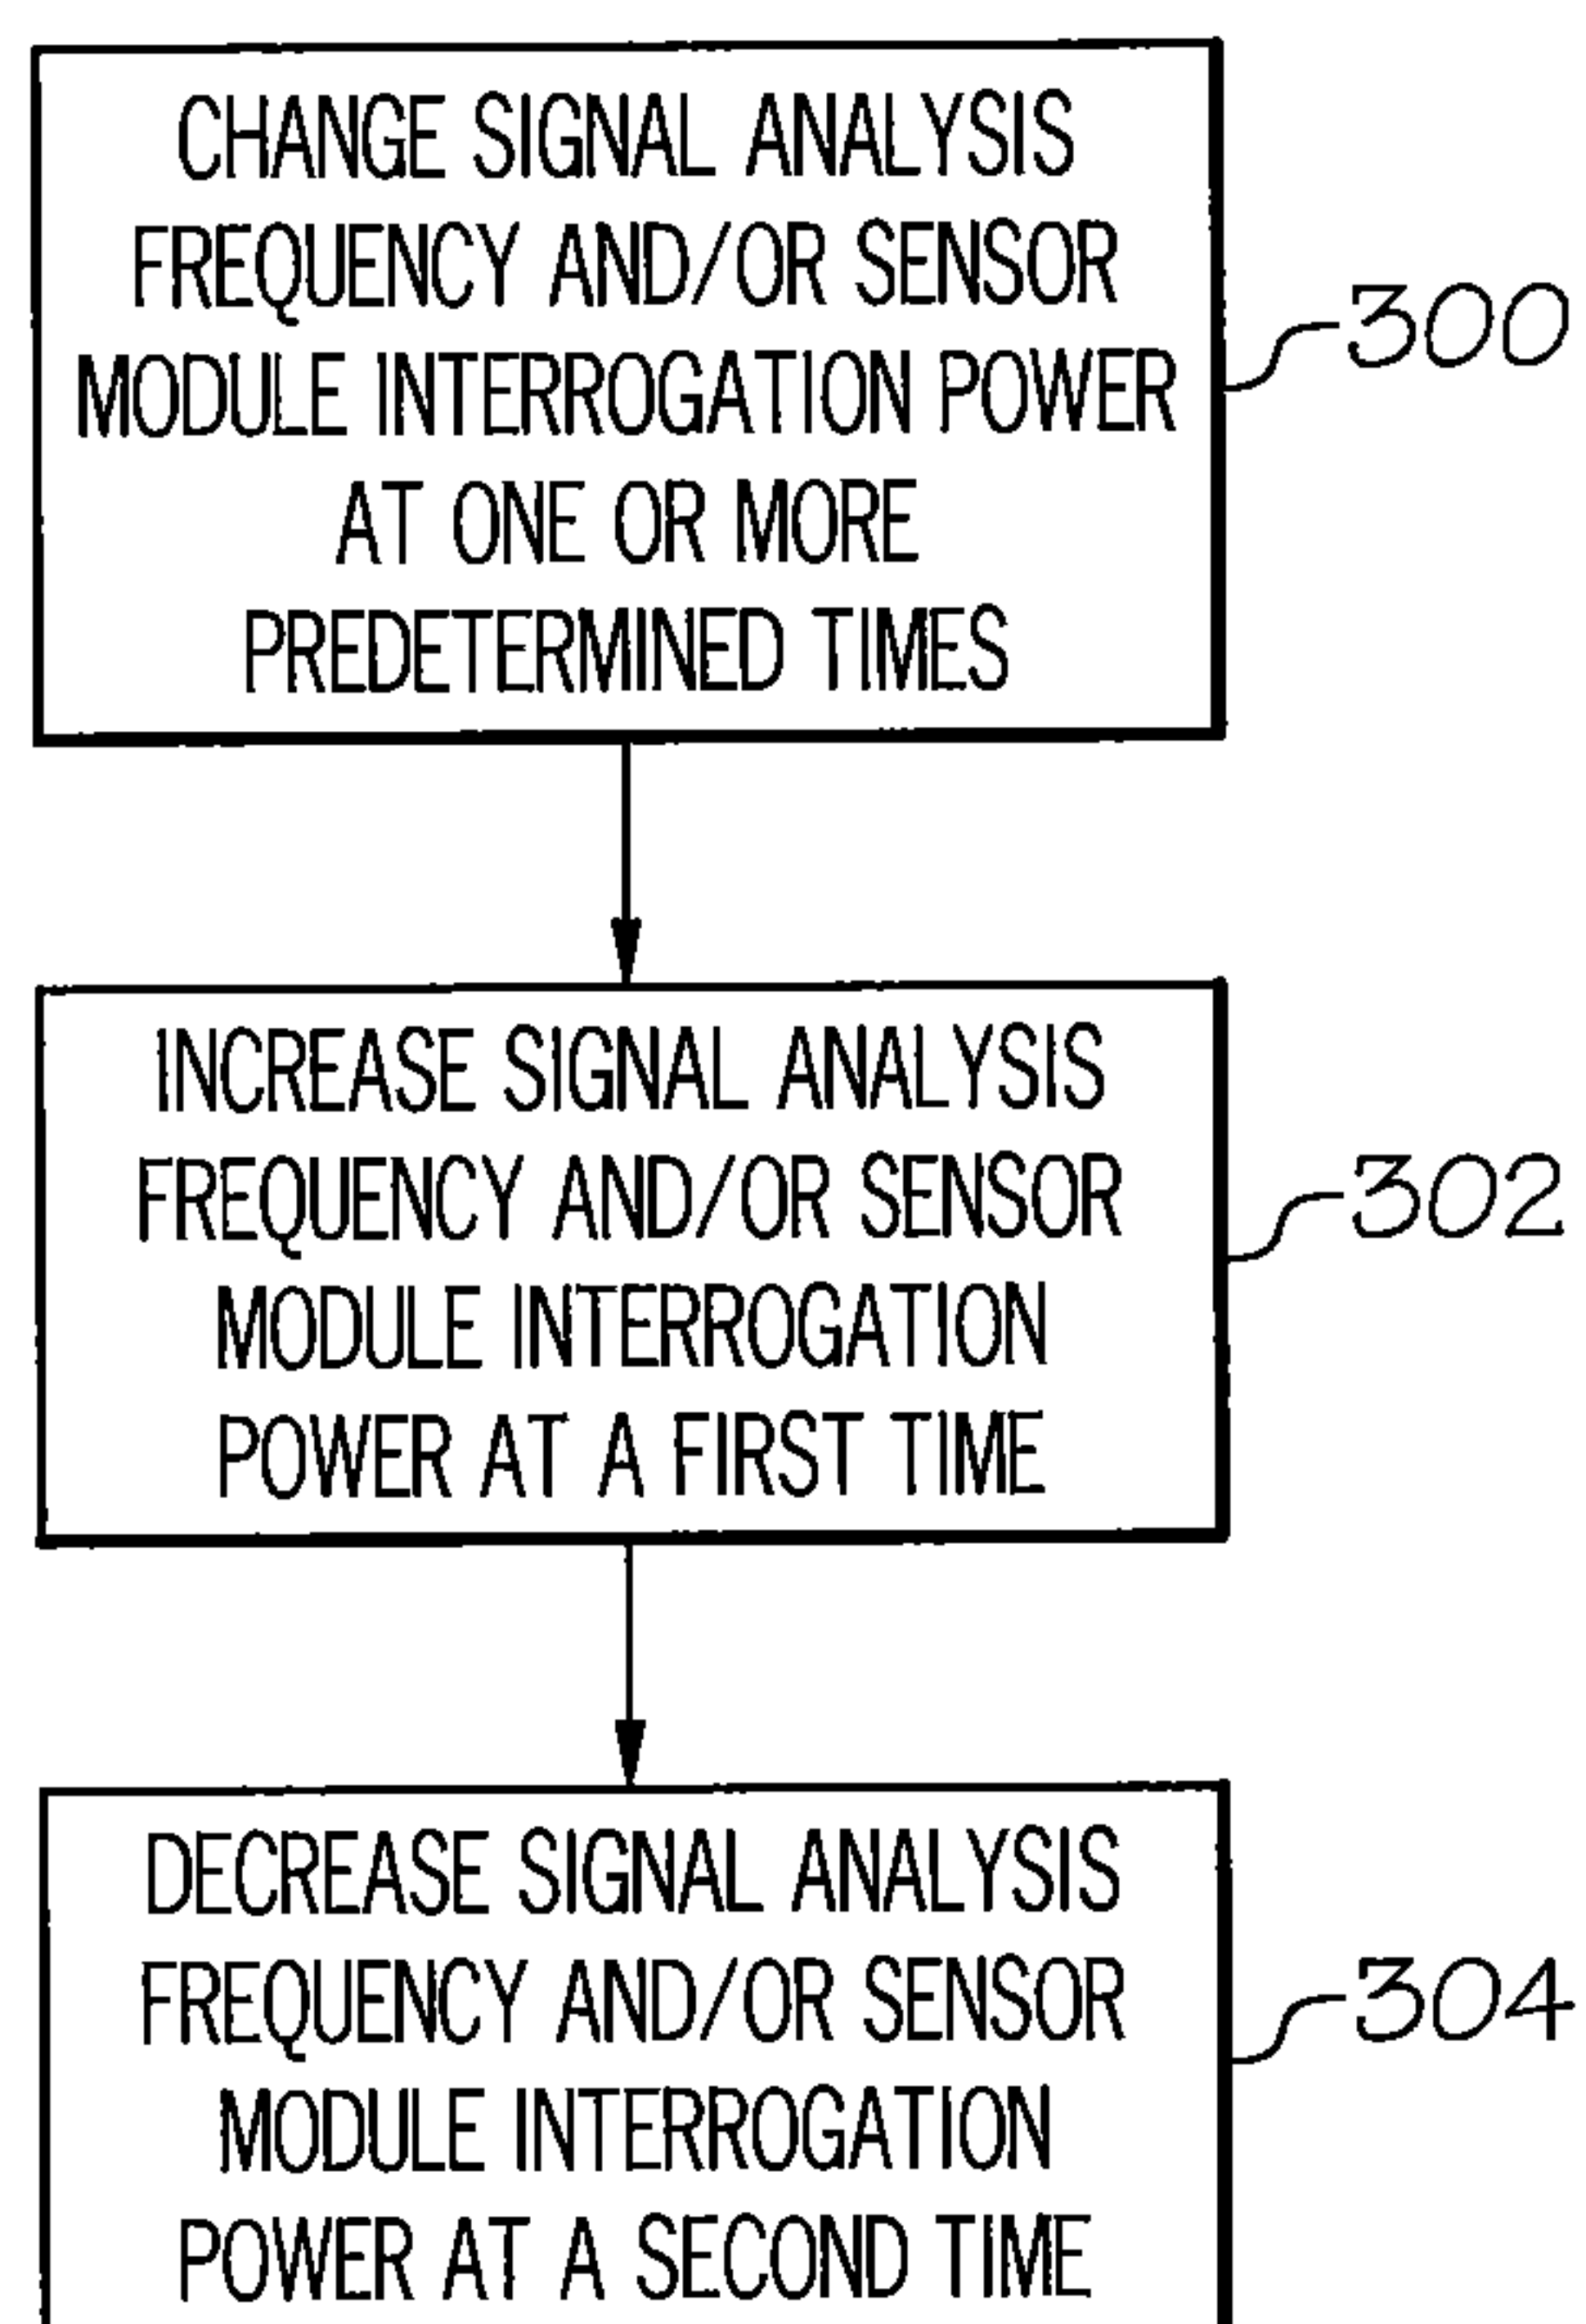 CHANGE SIGNAL ANALYSIS
FREQUENCY AND/OR SENSOR
MODULE INTERROGATION POWER
AT ONE OR MORE
PREDETERMINED TIMES
300
INCREASE SIGNAL ANALYSIS
FREQUENCY AND/OR SENSOR
MODULE INTERROGATION
POWER AT A FIRST TIME
302
DECREASE SIGNAL ANALYSIS
FREQUENCY AND/OR SENSOR
MODULE INTERROGATION
POWER AT A SECOND TIME
304